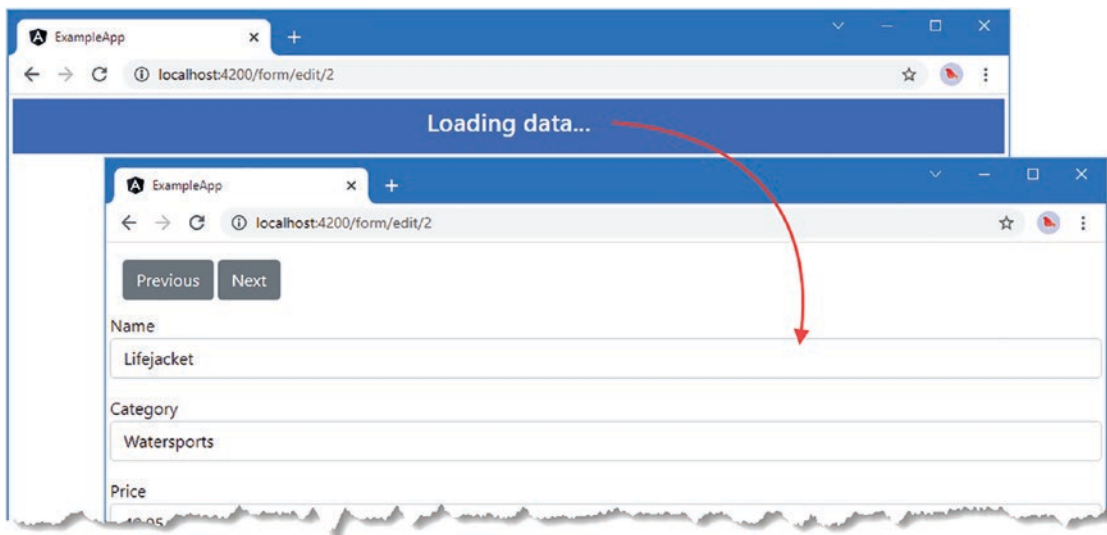 ExampleApp
localhost:4200/form/edit/2
Loading data...
ExampleApp
localhost:4200/form/edit/2
Previous Next
Name
Lifejacket
Category
Watersports
Price